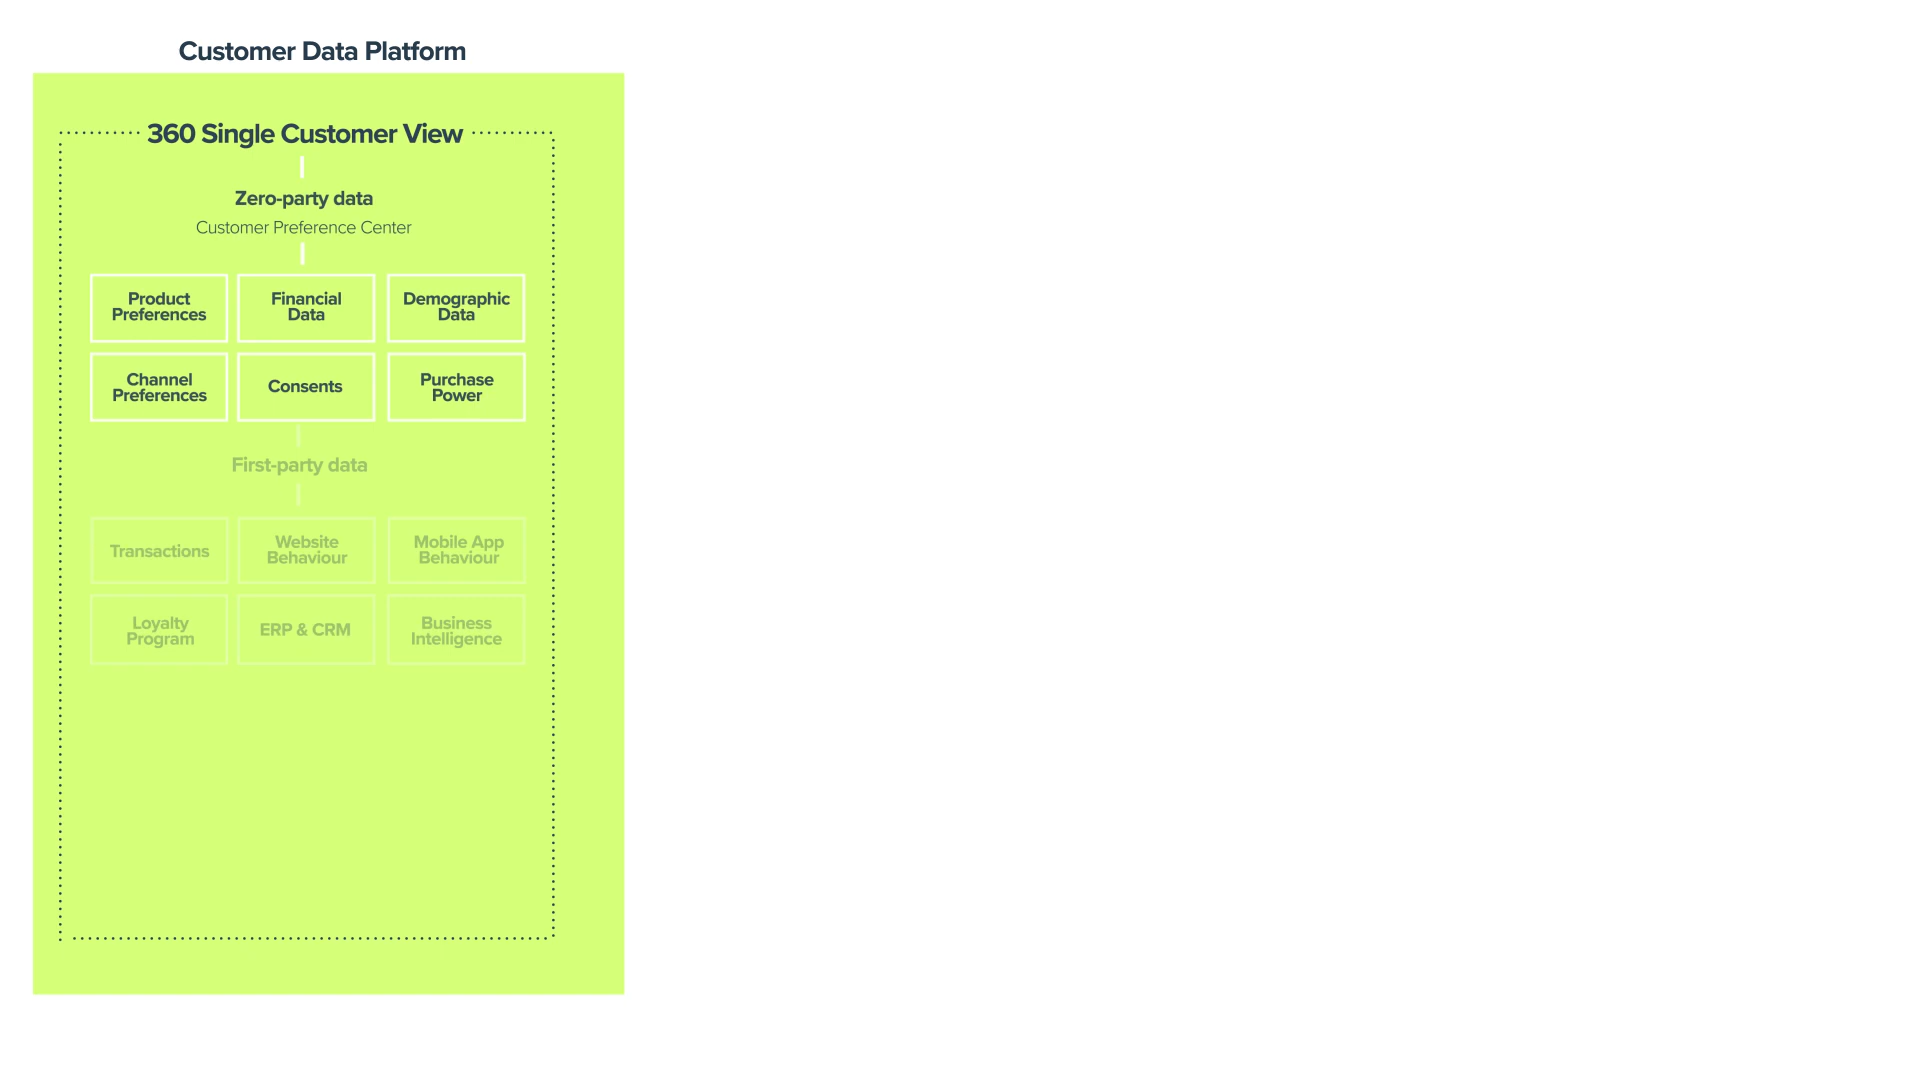 Customer Data Platform
360 Single Customer View
Zero-party data
Customer Preference Center
Product
Preferences
Financial
Data
Demographic
Data
Channel
Preferences
Consents
Purchase
Power
First-party data
Transactions
Website
Behaviour
Mobile App
Behaviour
Loyalty
Program
ERP & CRM
Business
Intelligence